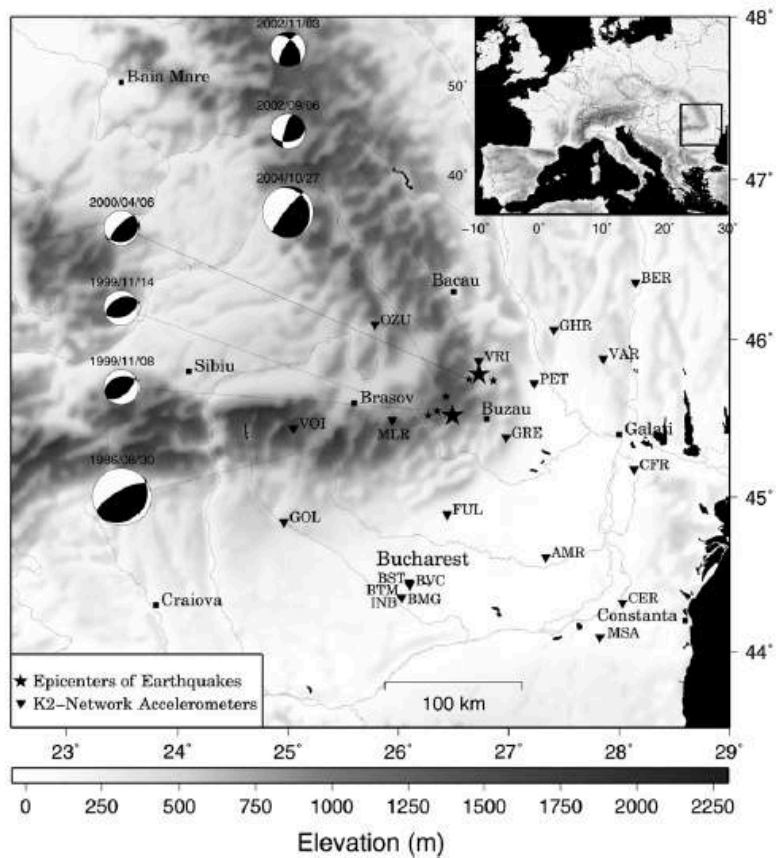 2002/11/03
48°
Baia Mare
50°
2002/09/06
40°
2004/10/27
2000/04/06
47°
−10° 0° 10° 20° 30°
BER
Bacau
1999/11/14
OZU
GHR
46°
VRI
VAR
Sibiu
PET
1999/11/08
Brasov
Buzau
VOI
MLR
GRE
Galati
1986/08/30
CFR
45°
GOL
FUL
AMR
Bucharest
BST BVC
BTM
INB BMG
Craiova
CER
Constanta
MSA
44°
Epicenters of Earthquakes
K2−Network Accelerometers
100 km
23 24 25 26 27 28 29
0 250 500 750 1000 1250 1500 1750 2000 2250
Elevation (m)